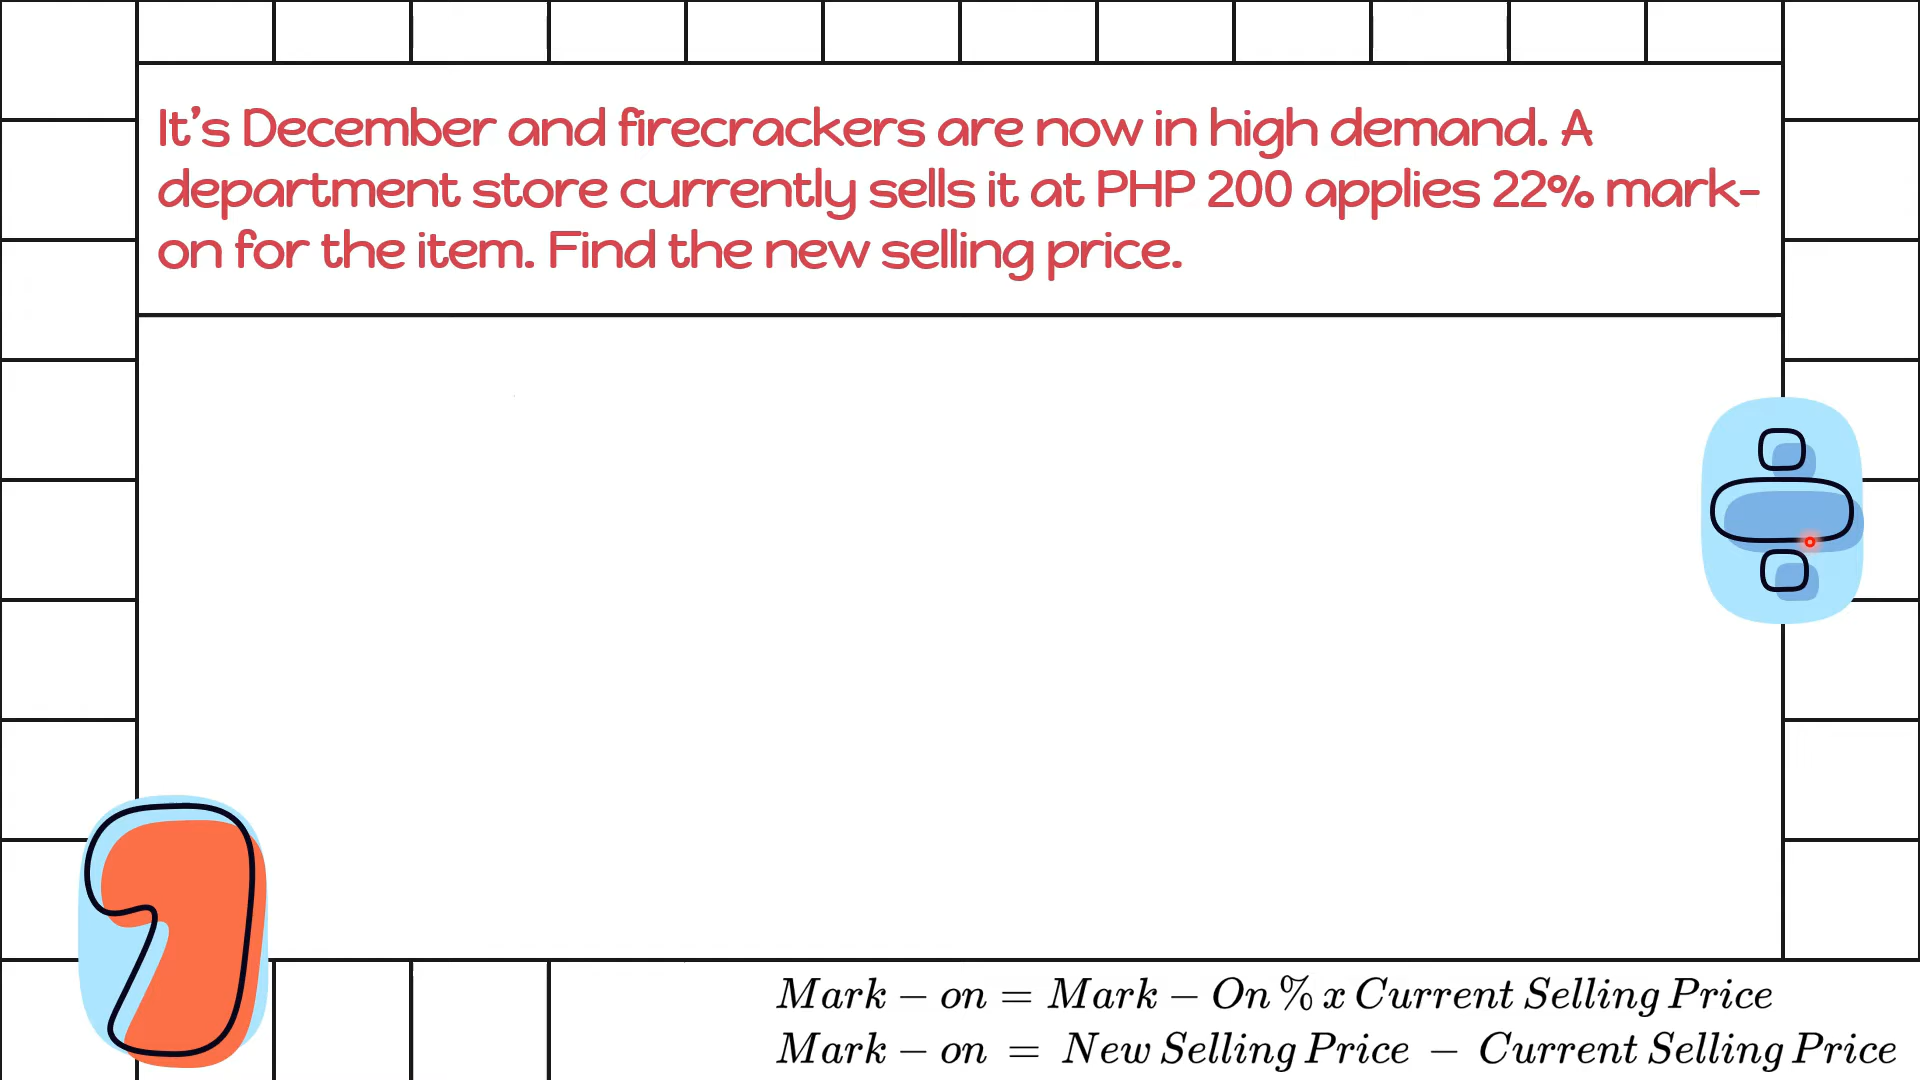 It's December and firecrackers are now in high demand. A
department store currently sells it at PHP 200 applies 22% mark-
on for the item. Find the new selling price.
Mark − on = Mark − On % x Current Selling Price
Mark − on = New Selling Price − Current Selling Price